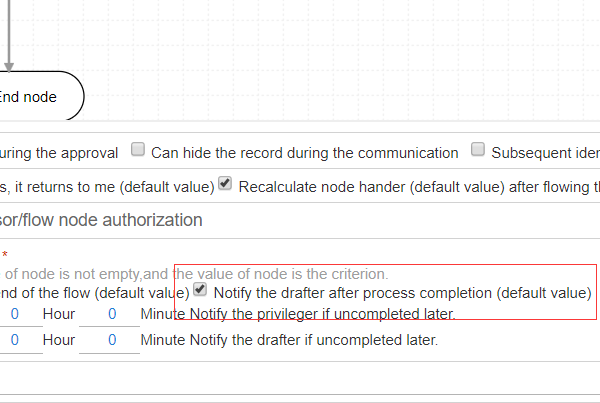 End node
uring the approval Can hide the record during the communication Subsequent iden
s, it returns to me (default value) Recalculate node hander (default value) after flowing th
sor/flow node authorization
*
of node is not empty,and the value of node is the criterion.
end of the flow (default value) Notify the drafter after process completion (default value)
0 Hour 0 Minute Notify the privileger if uncompleted later.
0 Hour 0 Minute Notify the drafter if uncompleted later.